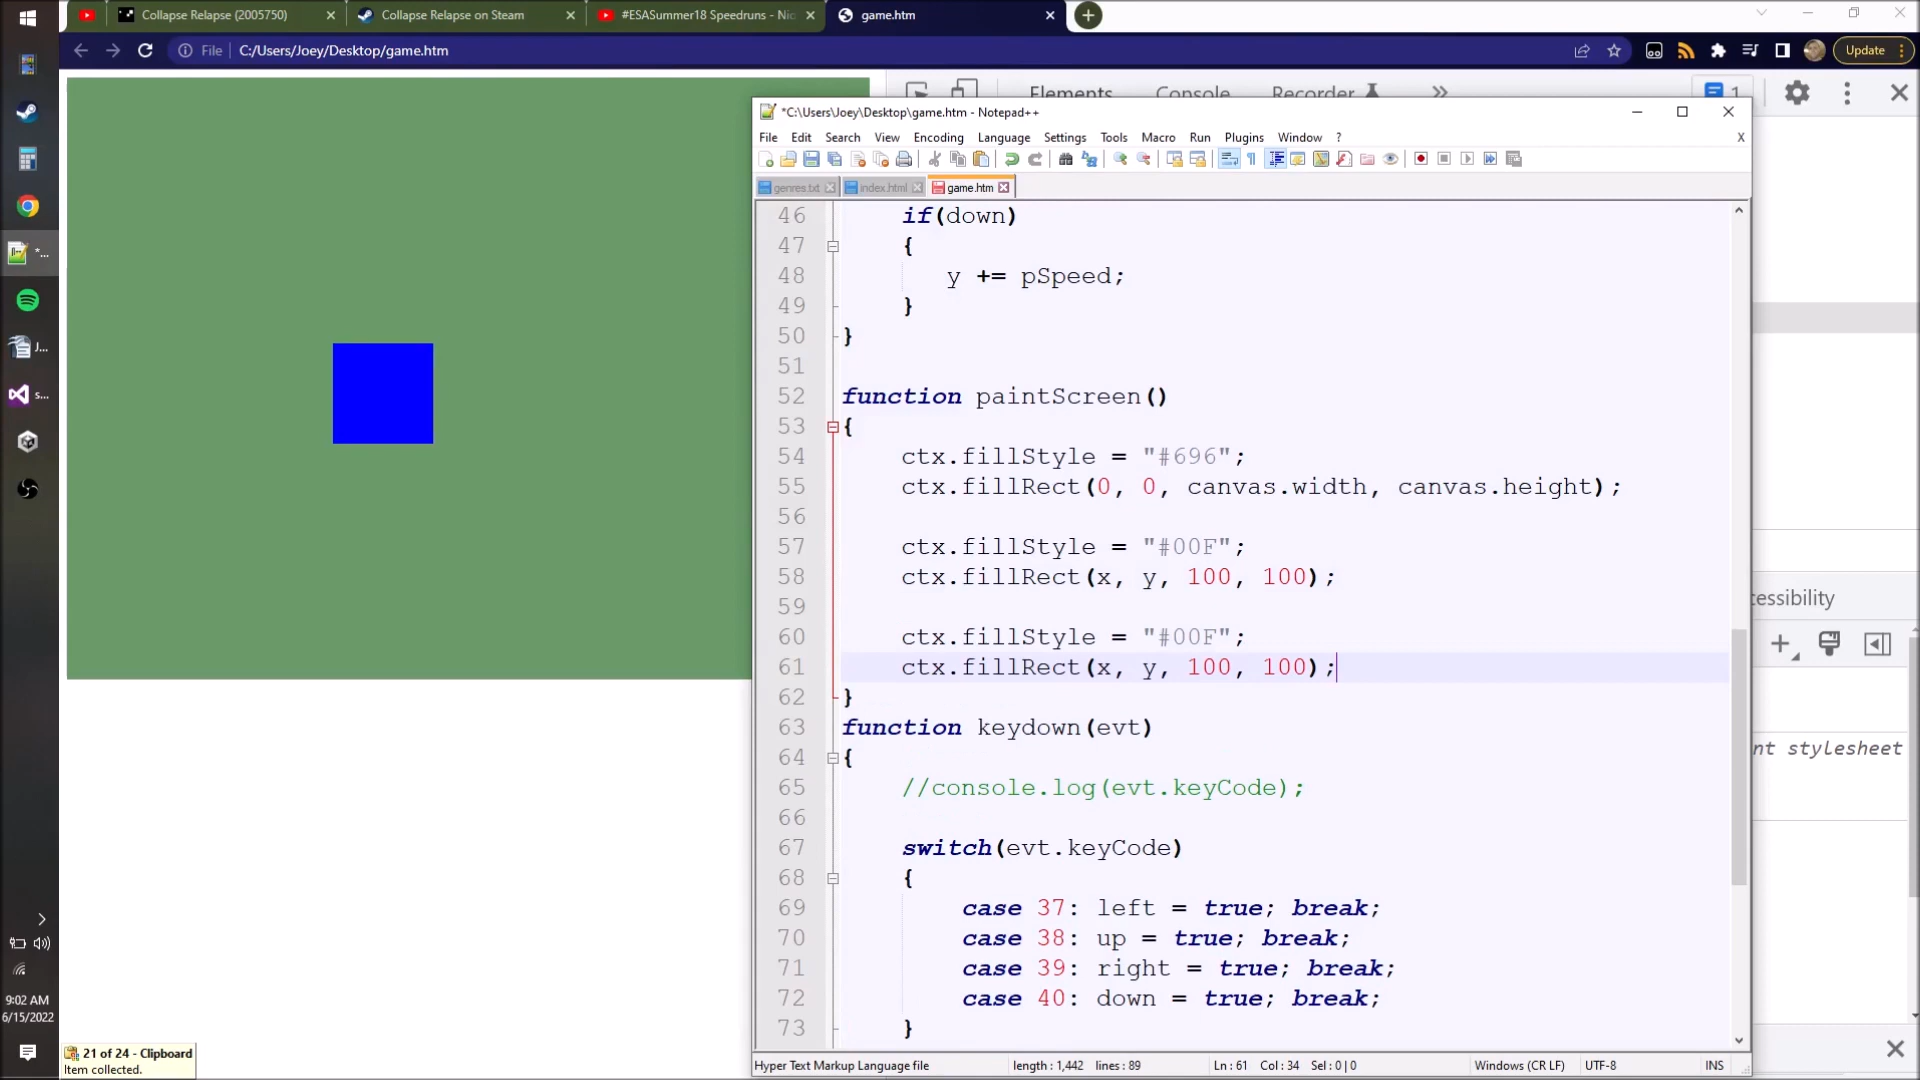 Collapse Relapse (2005750)
Collapse Relapse on Steam
#ESASummer18 Speedruns - Nic
game.htm
File
C:/Users/Joey/Desktop/game.htm
Update
Elements
Console
Recorder
1
*C:\Users\Joey\Desktop\game.htm - Notepad++
File Edit Search View Encoding Language Settings Tools Macro Run Plugins Window ?
X
genres.txt
index.html
game.htm
46 if(down)
47 {
48 y += pSpeed;
49 }
50 }
51
52 function paintScreen()
53 {
54 ctx.fillStyle = "#696";
55 ctx.fillRect(0, 0, canvas.width, canvas.height);
56
57 ctx.fillStyle = "#00F";
58 ctx.fillRect(x, y, 100, 100);
59
60 ctx.fillStyle = "#00F";
61 ctx.fillRect(x, y, 100, 100);
62 }
63 function keydown(evt)
64 {
65 //console.log(evt.keyCode);
66
67 switch(evt.keyCode)
68 {
69 case 37: left = true; break;
70 case 38: up = true; break;
71 case 39: right = true; break;
72 case 40: down = true; break;
73 }
Hyper Text Markup Language file
length : 1,442 lines : 89
Ln : 61 Col : 34 Sel : 0 | 0
Windows (CR LF)
UTF-8
INS
cessibility
nt stylesheet
*...
J...
s...
9:02 AM
6/15/2022
21 of 24 - Clipboard
Item collected.